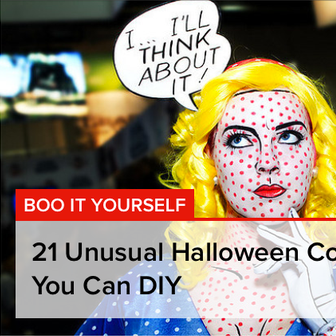 I... I'LL
THINK
ABOUT
IT!
BOO IT YOURSELF
21 Unusual Halloween Co
You Can DIY